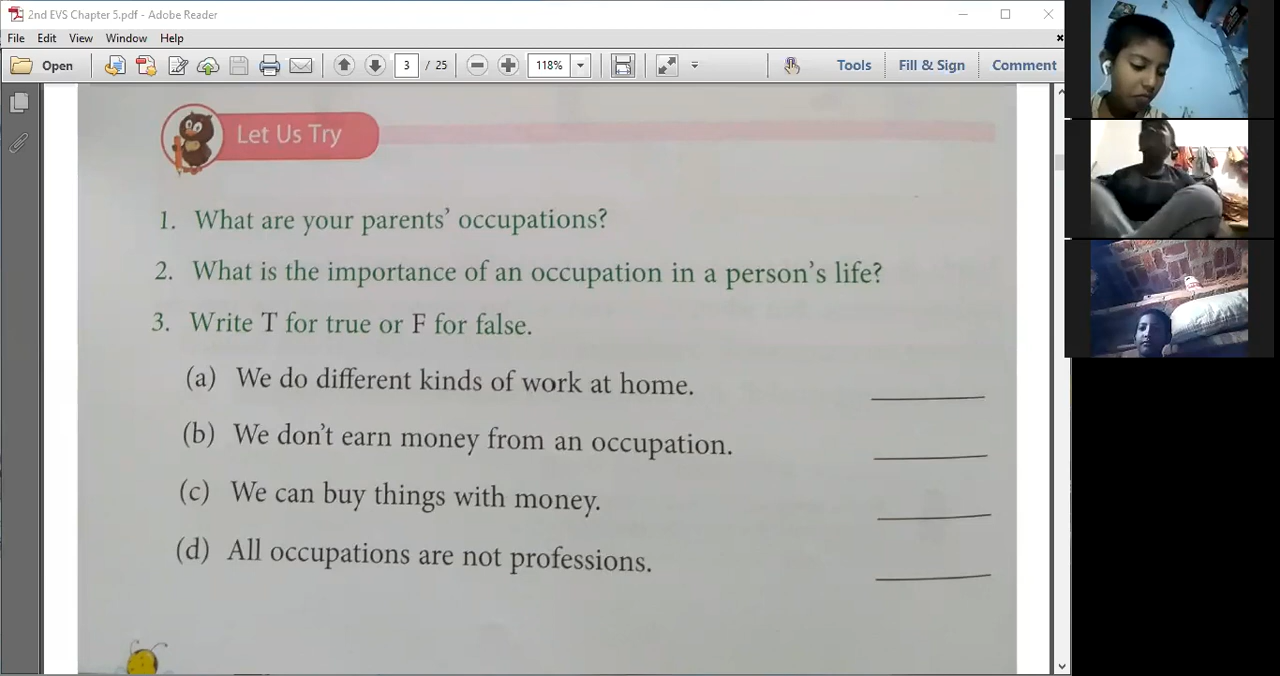 2nd EVS Chapter 5.pdf - Adobe Reader
File Edit View Window Help
Open 3 / 25 118% Tools Fill & Sign Comment
Let Us Try
1. What are your parents’ occupations?
2. What is the importance of an occupation in a person’s life?
3. Write T for true or F for false.
(a) We do different kinds of work at home.
(b) We don’t earn money from an occupation.
(c) We can buy things with money.
(d) All occupations are not professions.